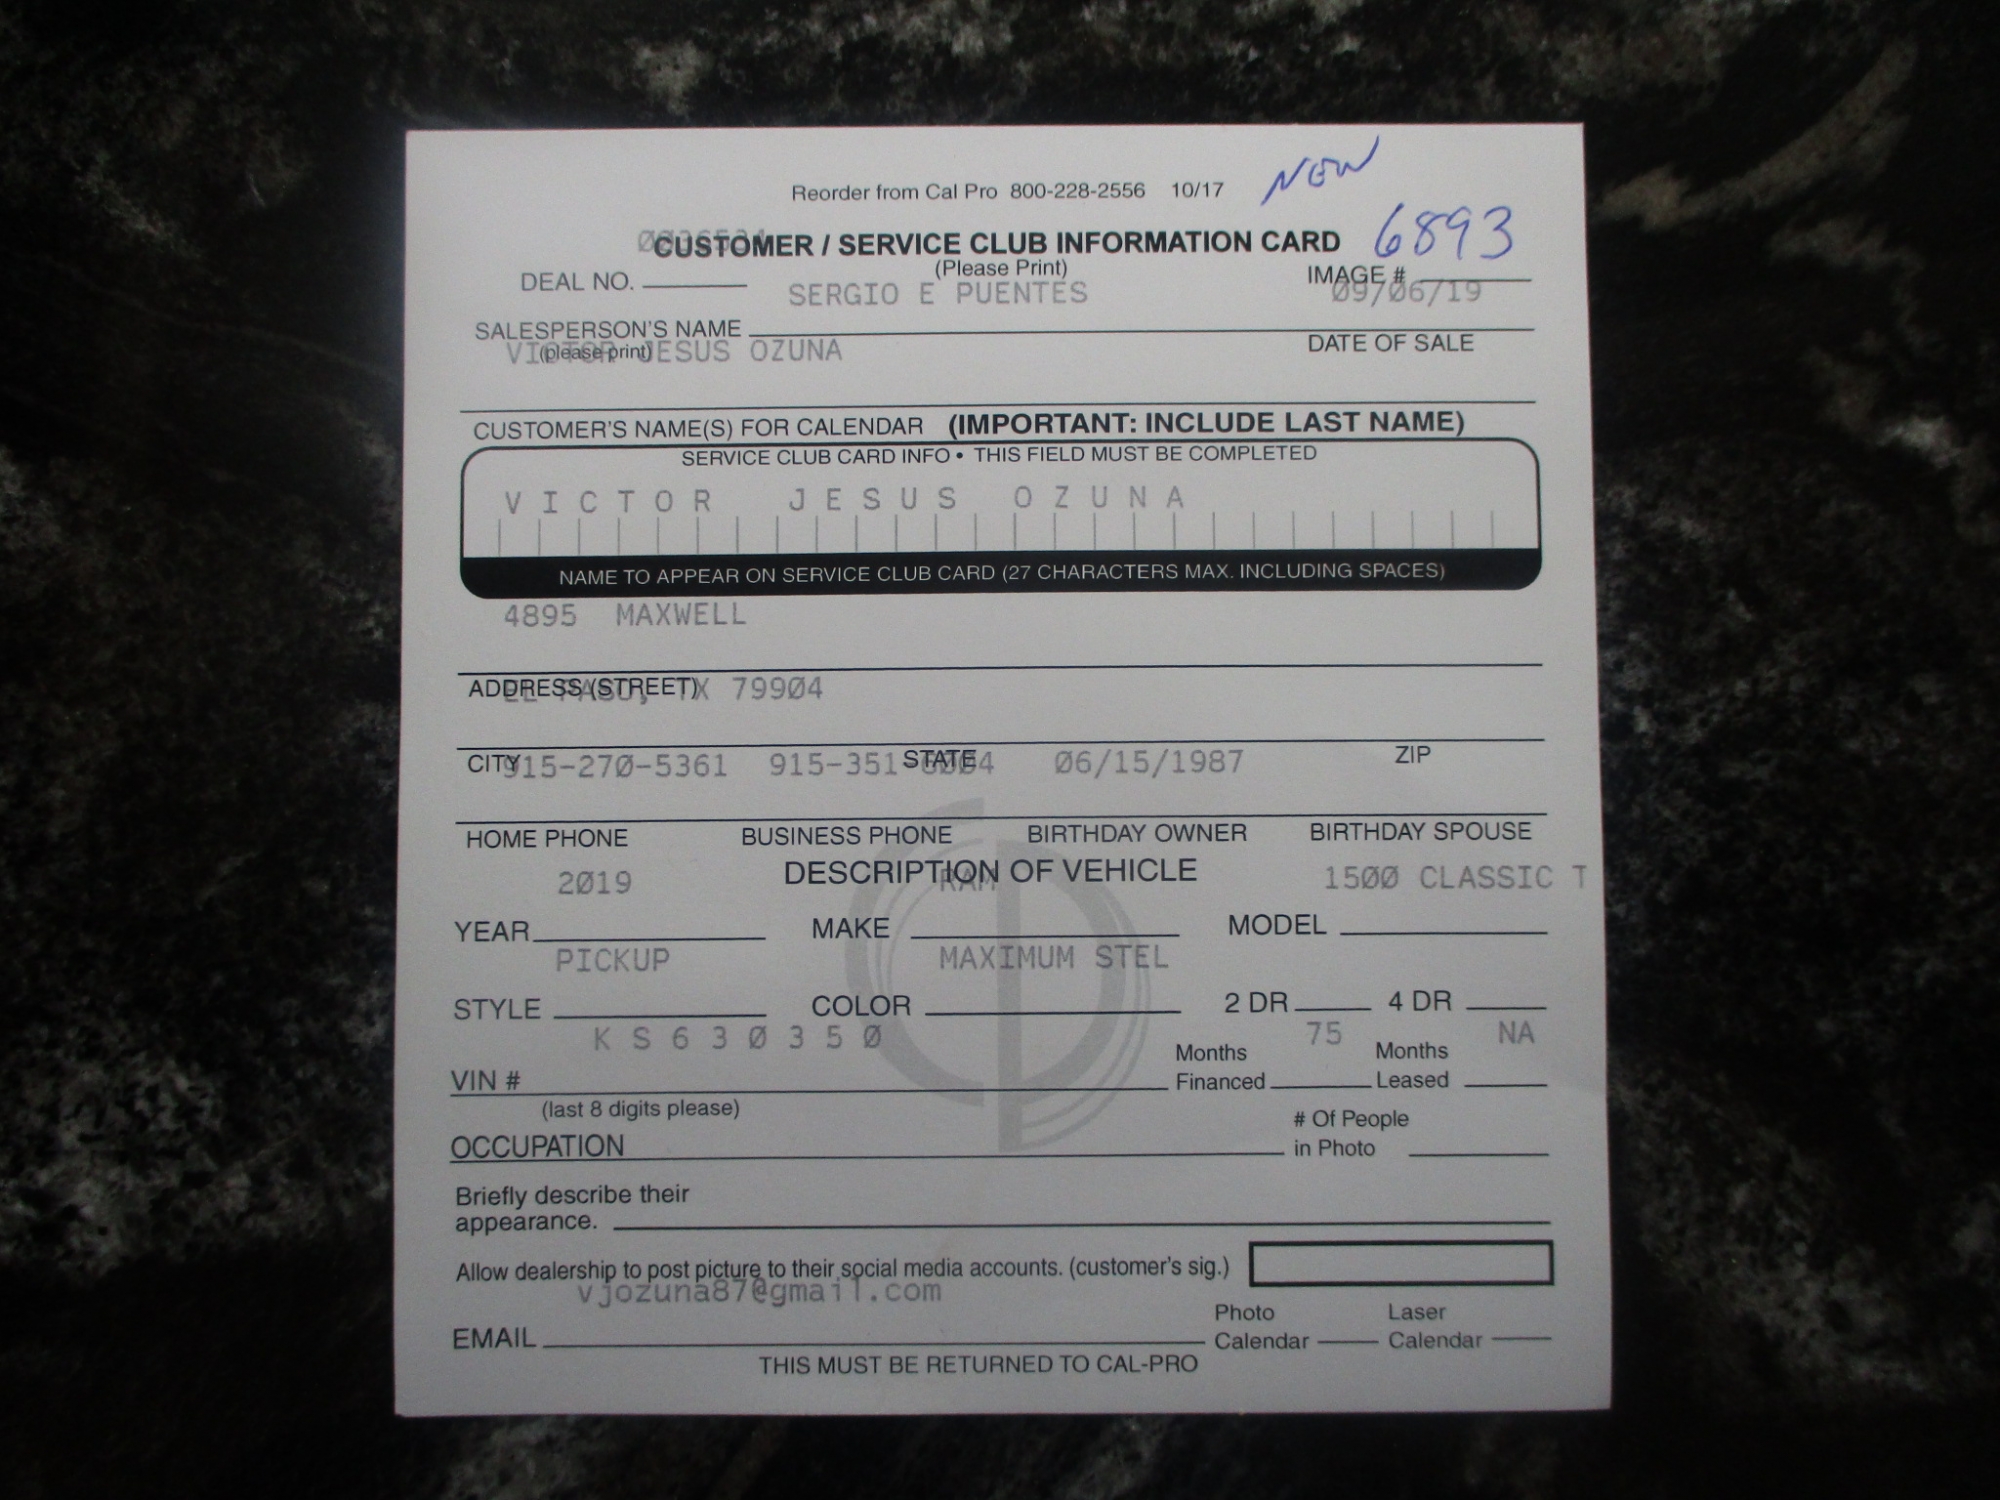 NEW
Reorder from Cal Pro 800-228-2556 10/17
6893
CUSTOMER / SERVICE CLUB INFORMATION CARD
(Please Print)
DEAL NO.
IMAGE #
SERGIO E PUENTES
09/06/19
SALESPERSON'S NAME
(please print)
DATE OF SALE
VICTOR JESUS OZUNA
CUSTOMER'S NAME(S) FOR CALENDAR (IMPORTANT: INCLUDE LAST NAME)
SERVICE CLUB CARD INFO • THIS FIELD MUST BE COMPLETED
VICTOR JESUS OZUNA
NAME TO APPEAR ON SERVICE CLUB CARD (27 CHARACTERS MAX. INCLUDING SPACES)
4895 MAXWELL
ADDRESS (STREET)
EL PASO, TX 79904
CITY STATE ZIP
915-270-5361 06/15/1987
HOME PHONE BUSINESS PHONE BIRTHDAY OWNER BIRTHDAY SPOUSE
DESCRIPTION OF VEHICLE
2019 RAM 1500 CLASSIC T
YEAR MAKE MODEL
PICKUP MAXIMUM STEL
STYLE COLOR 2 DR 4 DR
KS630350 75 NA
VIN # Months Financed Months Leased
(last 8 digits please)
OCCUPATION # Of People in Photo
Briefly describe their
appearance.
Allow dealership to post picture to their social media accounts. (customer's sig.)
vjozuna87@gmail.com
EMAIL Photo Calendar Laser Calendar
THIS MUST BE RETURNED TO CAL-PRO